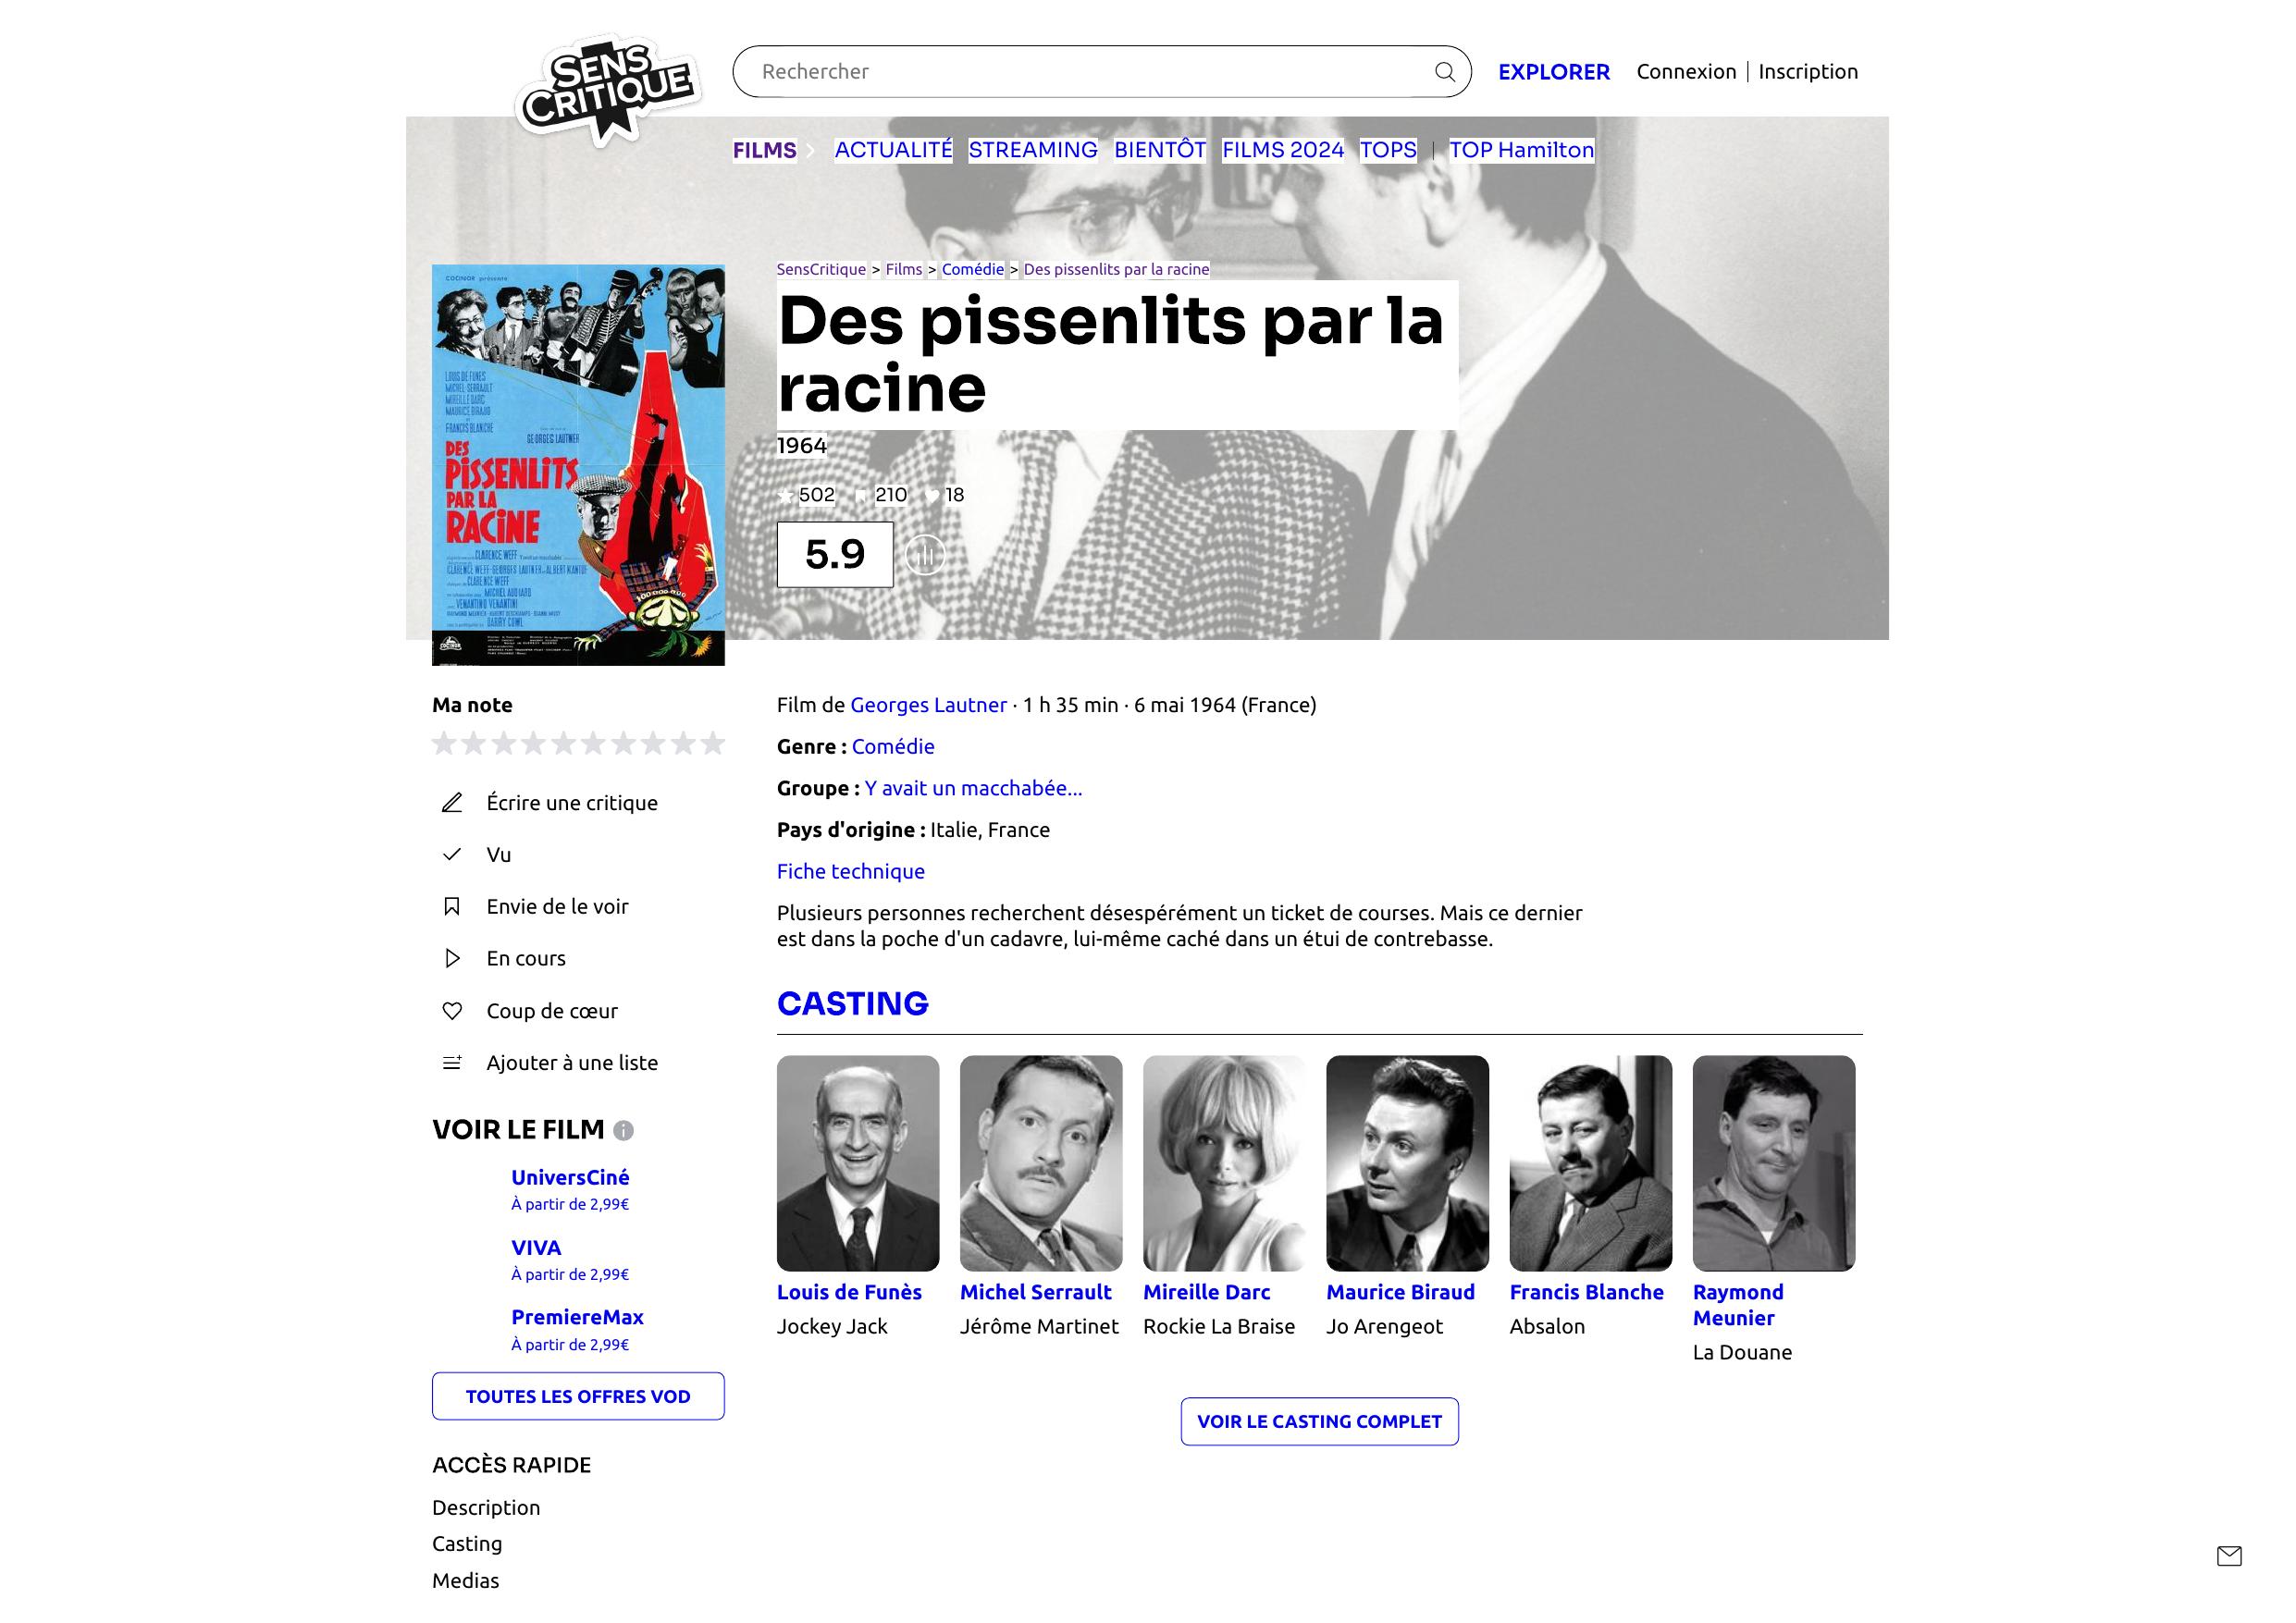 SENS
CRITIQUE
Rechercher
EXPLORER
Connexion | Inscription
FILMS
ACTUALITÉ
STREAMING
BIENTÔT
FILMS 2024
TOPS
TOP Hamilton
SensCritique > Films > Comédie > Des pissenlits par la racine
Des pissenlits par la
racine
1964
502
210
18
5.9
COCINOR présente
LOUIS DE FUNES
MICHEL SERRAULT
MIREILLE DARC
MAURICE BIRAUD
FRANCIS BLANCHE
GEORGES LAUTNER
DES
PISSENLITS
PAR LA
RACINE
CLARENCE WEFF
CLARENCE WEFF-GEORGES LAUTNER-ALBERT KANTOF
CLARENCE WEFF
MICHEL AUDIARD
VENANTINO VENANTINI
DARRY COWL
Ma note
Écrire une critique
Vu
Envie de le voir
En cours
Coup de cœur
Ajouter à une liste
VOIR LE FILM
UniversCiné
À partir de 2,99€
VIVA
À partir de 2,99€
PremiereMax
À partir de 2,99€
TOUTES LES OFFRES VOD
ACCÈS RAPIDE
Description
Casting
Medias
Film de Georges Lautner · 1 h 35 min · 6 mai 1964 (France)
Genre : Comédie
Groupe : Y avait un macchabée...
Pays d'origine : Italie, France
Fiche technique
Plusieurs personnes recherchent désespérément un ticket de courses. Mais ce dernier
est dans la poche d'un cadavre, lui-même caché dans un étui de contrebasse.
CASTING
Louis de Funès
Jockey Jack
Michel Serrault
Jérôme Martinet
Mireille Darc
Rockie La Braise
Maurice Biraud
Jo Arengeot
Francis Blanche
Absalon
Raymond
Meunier
La Douane
VOIR LE CASTING COMPLET